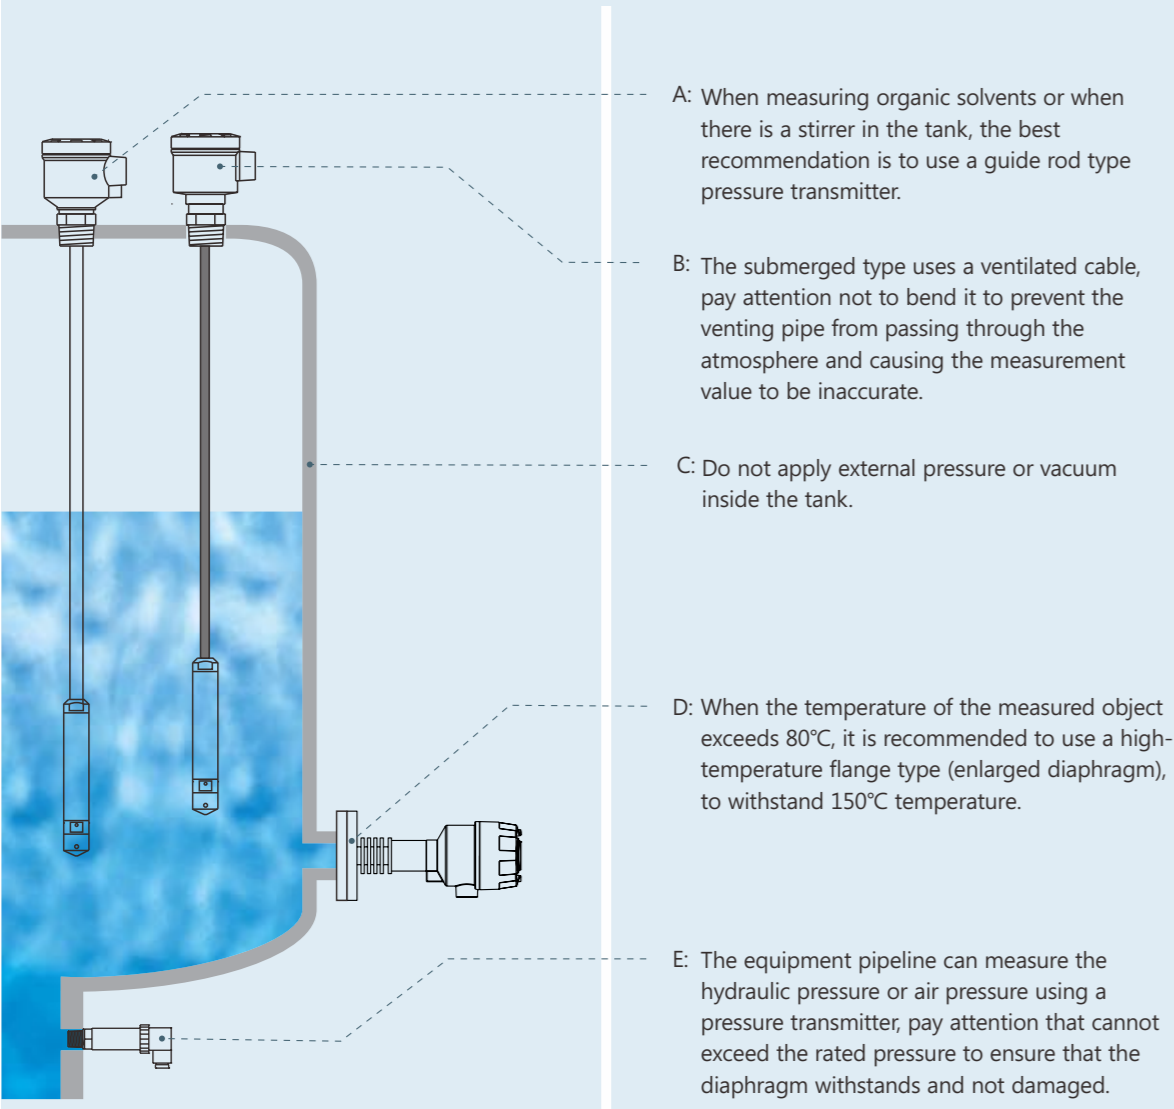 A: When measuring organic solvents or when
there is a stirrer in the tank, the best
recommendation is to use a guide rod type
pressure transmitter.
B: The submerged type uses a ventilated cable,
pay attention not to bend it to prevent the
venting pipe from passing through the
atmosphere and causing the measurement
value to be inaccurate.
C: Do not apply external pressure or vacuum
inside the tank.
D: When the temperature of the measured object
exceeds 80℃, it is recommended to use a high-
temperature flange type (enlarged diaphragm),
to withstand 150℃ temperature.
E: The equipment pipeline can measure the
hydraulic pressure or air pressure using a
pressure transmitter, pay attention that cannot
exceed the rated pressure to ensure that the
diaphragm withstands and not damaged.